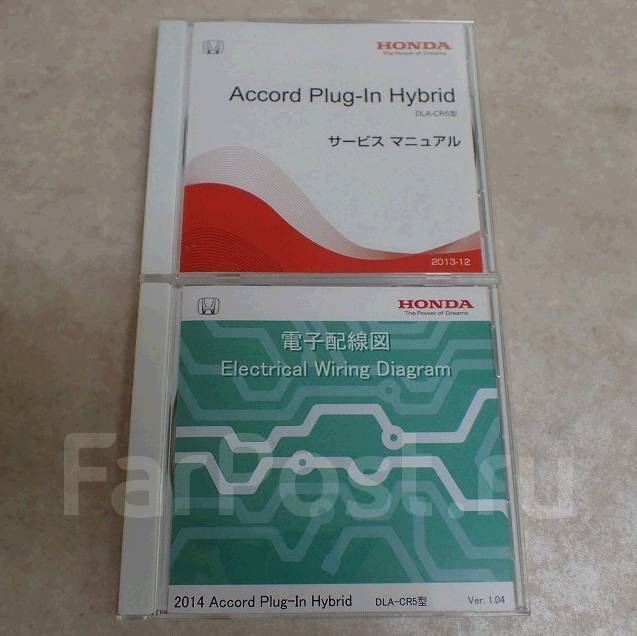 HONDA
The Power of Dreams
Accord Plug-In Hybrid
DLA-CR5型
サービス マニュアル
2013-12
HONDA
The Power of Dreams
電子配線図
Electrical Wiring Diagram
FarPost.ru
2014 Accord Plug-In Hybrid DLA-CR5型 Ver. 1.04